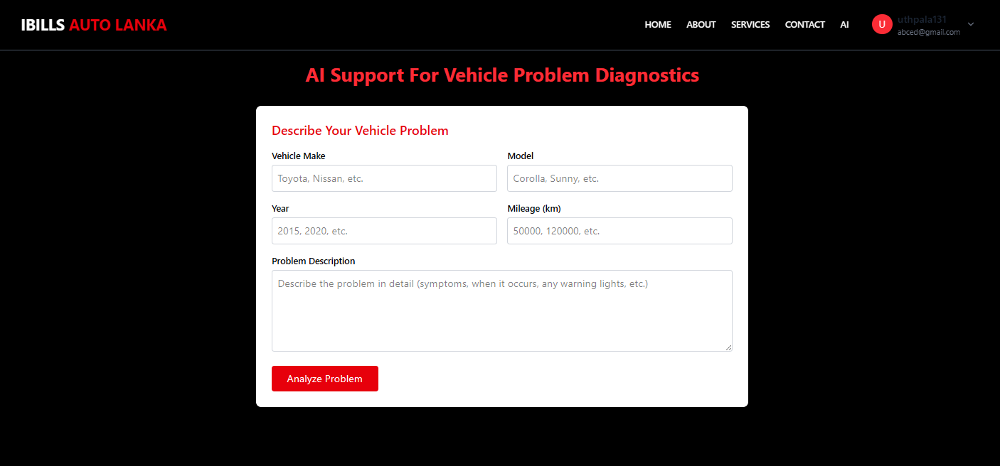 IBILLS AUTO LANKA
HOME ABOUT SERVICES CONTACT AI
U
uthpala131
abced@gmail.com
AI Support For Vehicle Problem Diagnostics
Describe Your Vehicle Problem
Vehicle Make
Toyota, Nissan, etc.
Model
Corolla, Sunny, etc.
Year
2015, 2020, etc.
Mileage (km)
50000, 120000, etc.
Problem Description
Describe the problem in detail (symptoms, when it occurs, any warning lights, etc.)
Analyze Problem